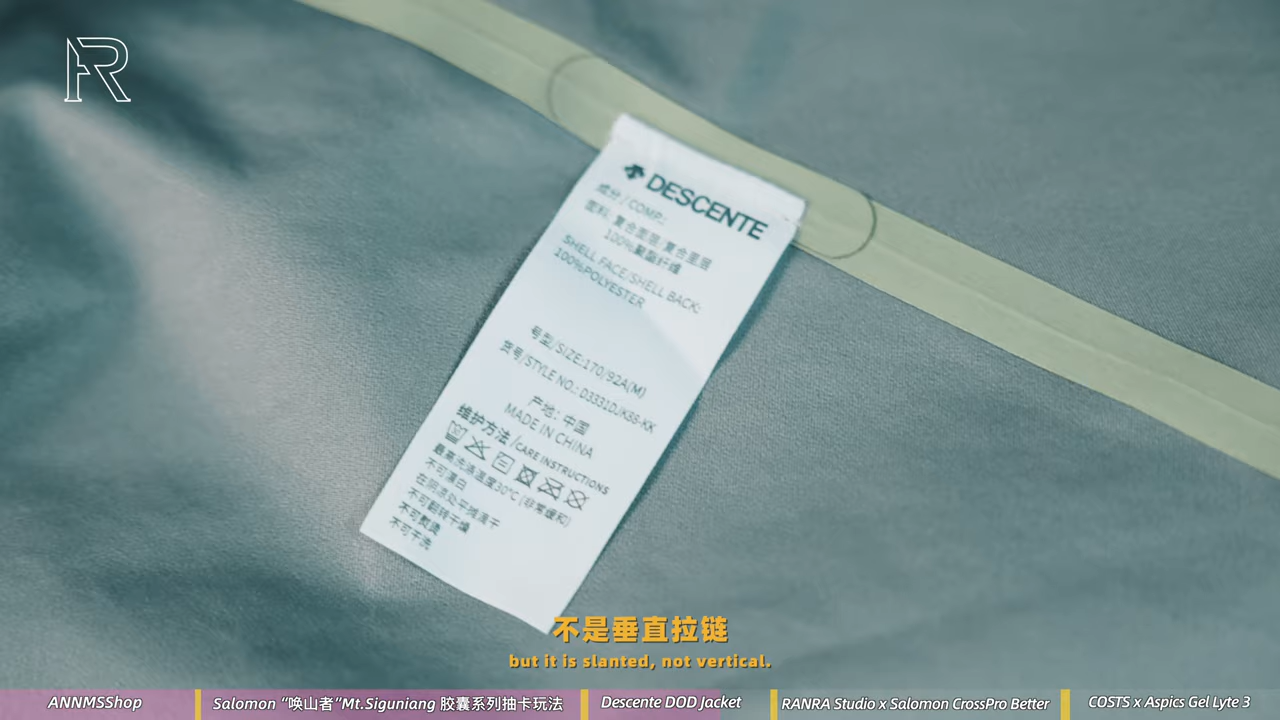 DESCENTE
成分/COMP.:
面料: 复合面层/复合里层
100%聚酯纤维
SHELL FACE/SHELL BACK:
100%POLYESTER
号型/SIZE:170/92A(M)
货号/STYLE NO.: D3331DJK88-KK
产地: 中国
MADE IN CHINA
维护方法/CARE INSTRUCTIONS
最高洗涤温度30℃ (非常缓和)
不可漂白
在阴凉处平摊滴干
不可翻转干燥
不可熨烫
不可干洗
不是垂直拉链
but it is slanted, not vertical.
ANNMSShop
Salomon “唤山者”Mt.Siguniang 胶囊系列抽卡玩法
Descente DOD Jacket
RANRA Studio x Salomon CrossPro Better
COSTS x Aspics Gel Lyte 3